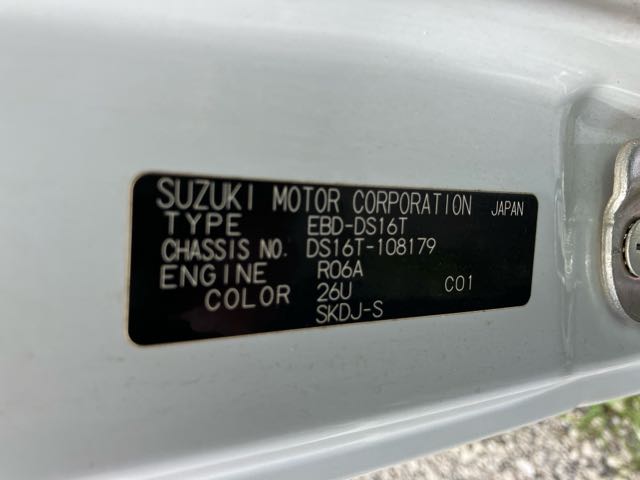 SUZUKI MOTOR CORPORATION JAPAN
TYPE EBD-DS16T
CHASSIS NO. DS16T-108179
ENGINE R06A
COLOR 26U C01
SKDJ-S